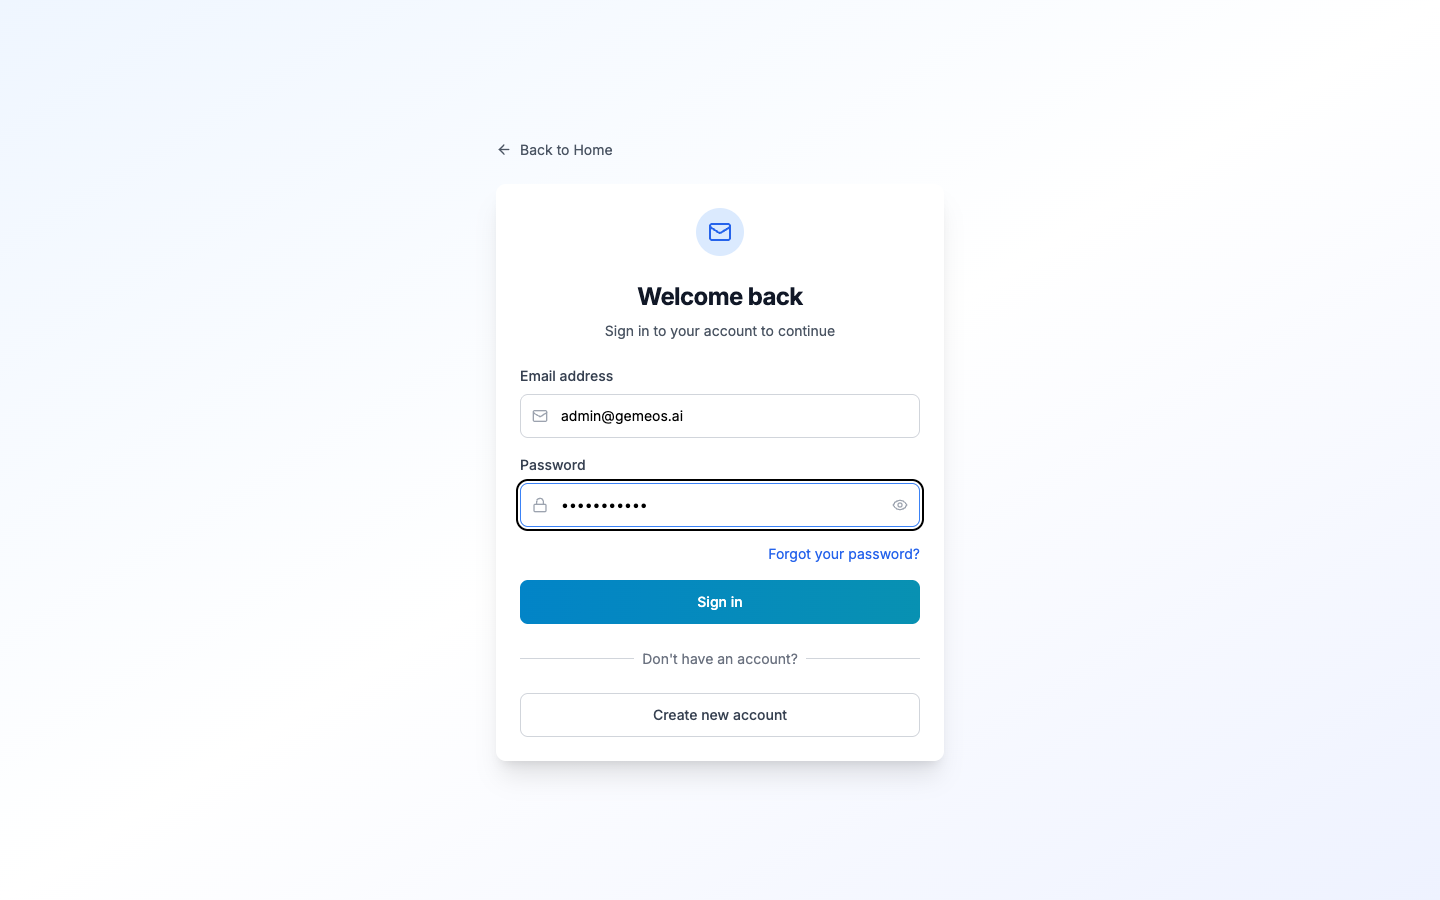 Back to Home
Welcome back
Sign in to your account to continue
Email address
admin@gemeos.ai
Password
•••••••••••
Forgot your password?
Sign in
Don't have an account?
Create new account